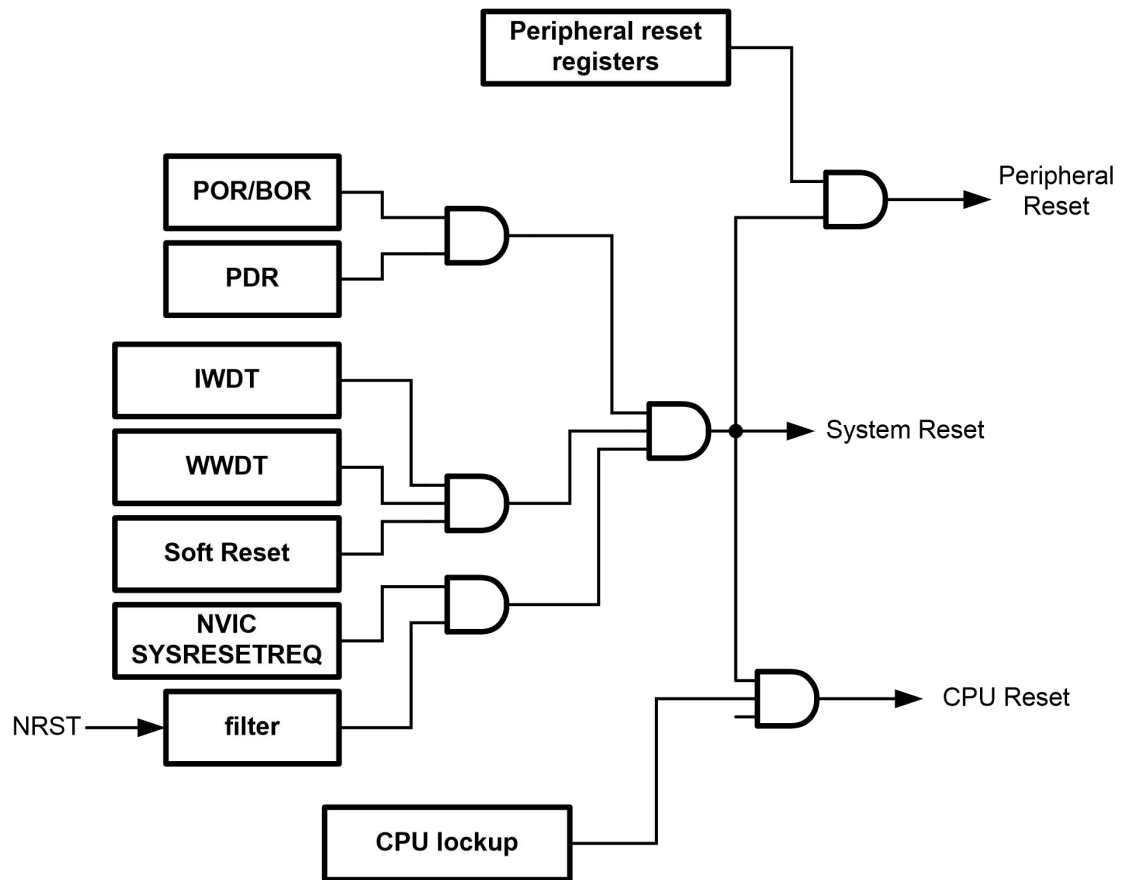 Peripheral reset
registers
POR/BOR
Peripheral
Reset
PDR
IWDT
System Reset
WWDT
Soft Reset
NVIC
SYSRESETREQ
CPU Reset
NRST
filter
CPU lockup